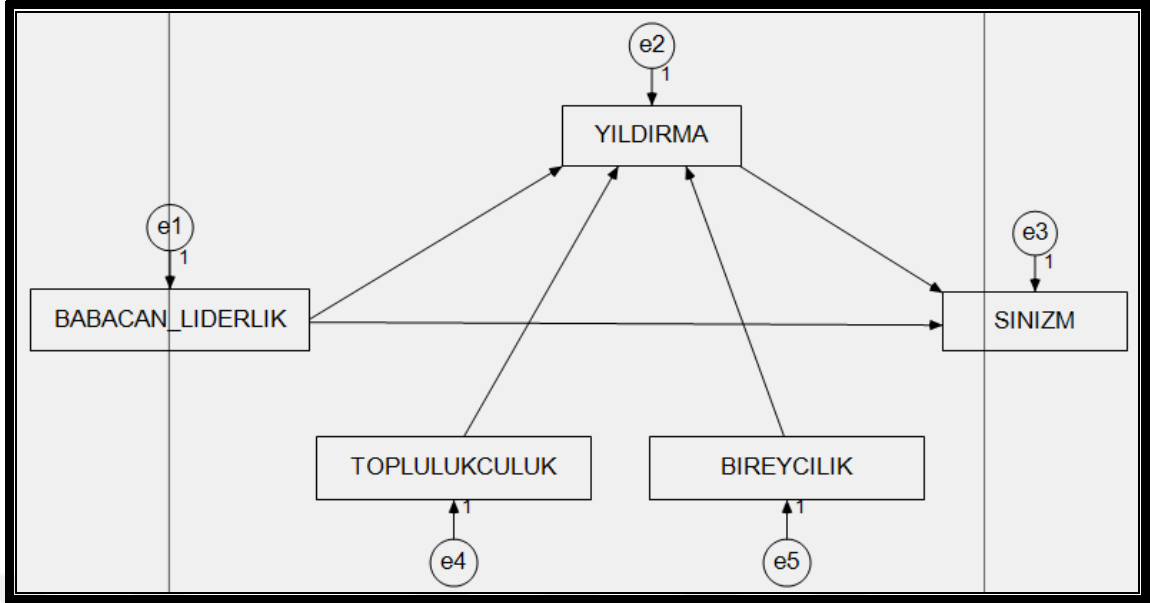 e2
1
YILDIRMA
e1
1
e3
1
BABACAN_LIDERLIK
SINIZM
TOPLULUKCULUK
BIREYCILIK
1
1
e4
e5